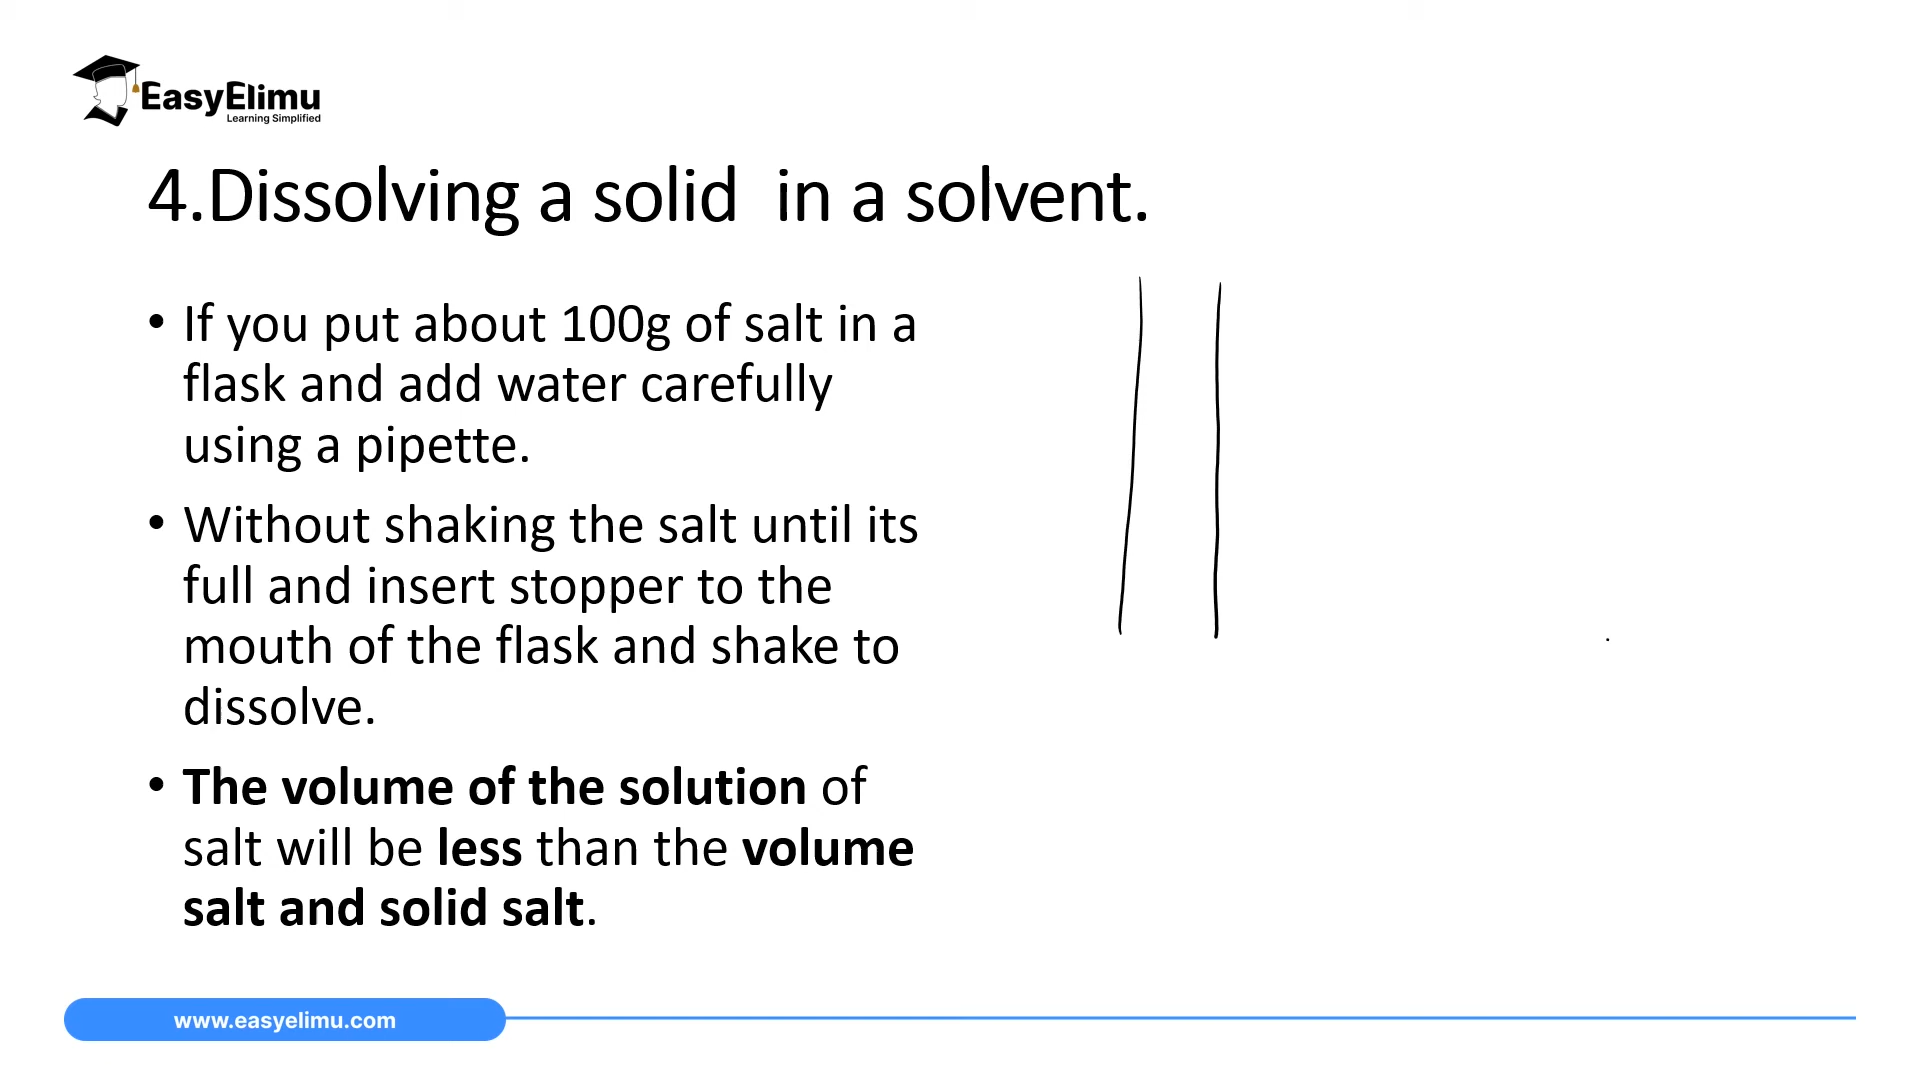 EasyElimu
Learning Simplified
4.Dissolving a solid in a solvent.
• If you put about 100g of salt in a
flask and add water carefully
using a pipette.
• Without shaking the salt until its
full and insert stopper to the
mouth of the flask and shake to
dissolve.
• The volume of the solution of
salt will be less than the volume
salt and solid salt.
www.easyelimu.com